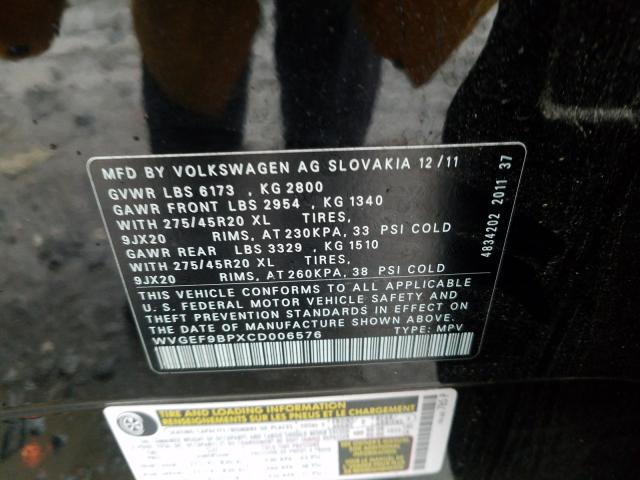 MFD BY VOLKSWAGEN AG SLOVAKIA 12/11
GVWR LBS 6173 , KG 2800
GAWR FRONT LBS 2954 , KG 1340
WITH 275/45R20 XL TIRES,
9JX20 RIMS, AT 230KPA, 33 PSI COLD
GAWR REAR LBS 3329 , KG 1510
WITH 275/45R20 XL TIRES,
9JX20 RIMS, AT 260KPA, 38 PSI COLD
THIS VEHICLE CONFORMS TO ALL APPLICABLE
U. S. FEDERAL MOTOR VEHICLE SAFETY AND
THEFT PREVENTION STANDARDS IN EFFECT ON
THE DATE OF MANUFACTURE SHOWN ABOVE.
WVGEF9BPXCD006576 TYPE: MPV
4834202 2011 37
TIRE AND LOADING INFORMATION
RENSEIGNEMENTS SUR LES PNEUS ET LE CHARGEMENT